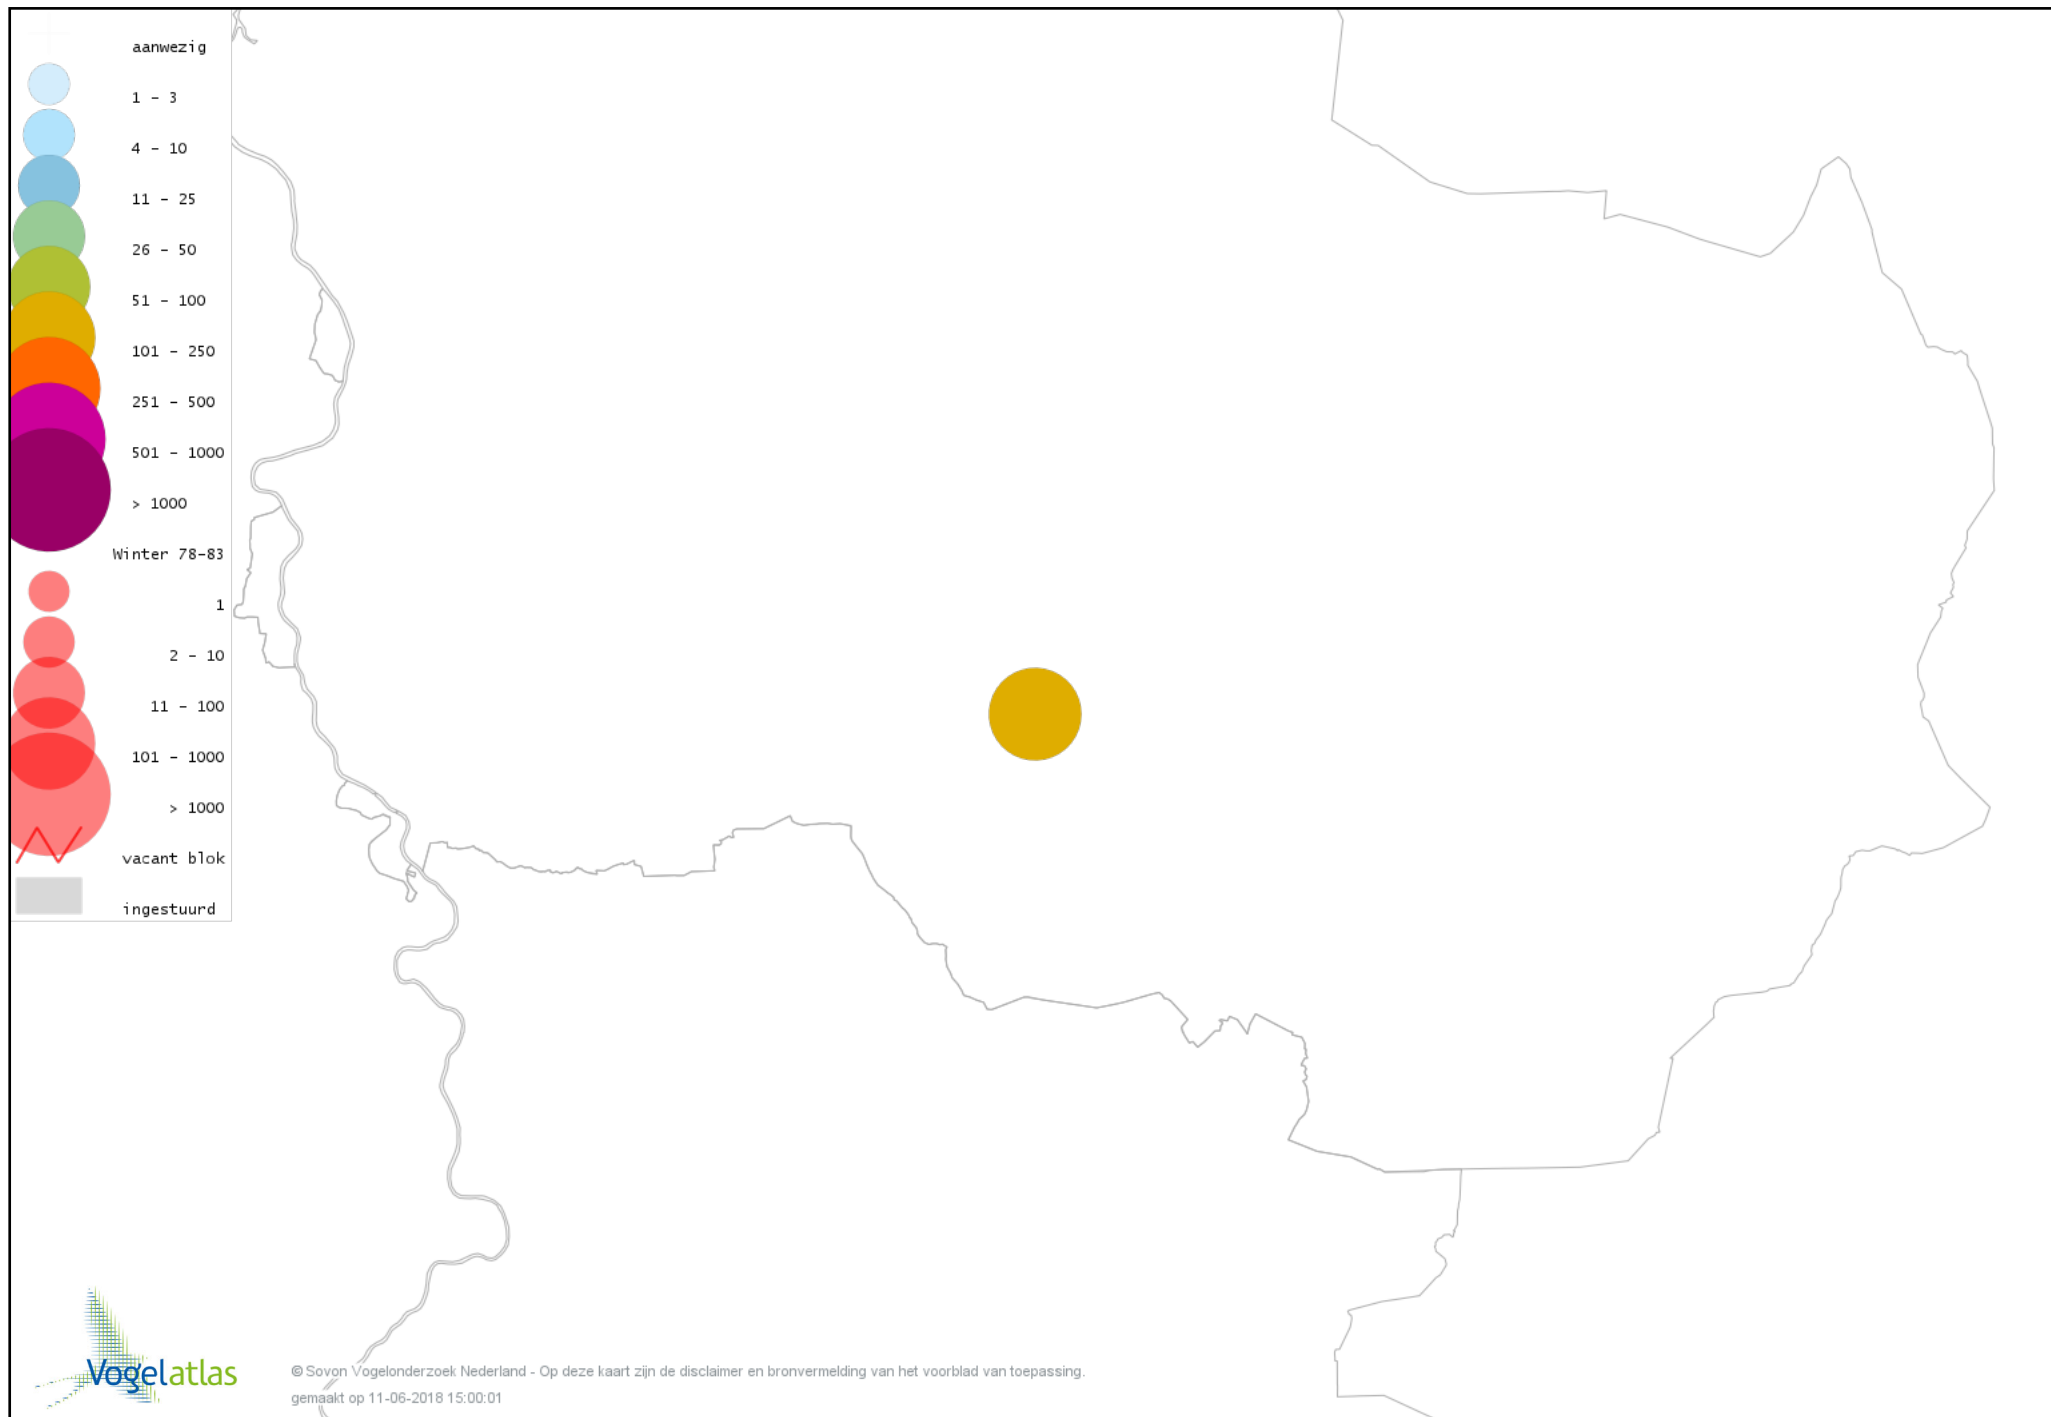 aanwezig
1 - 3
4 - 10
11 - 25
26 - 50
51 - 100
101 - 250
251 - 500
501 - 1000
> 1000
Winter 78-83
1
2 - 10
11 - 100
101 - 1000
> 1000
vacant blok
ingestuurd
Vogelatlas
© Sovon Vogelonderzoek Nederland - Op deze kaart zijn de disclaimer en bronvermelding van het voorblad van toepassing.
gemaakt op 11-06-2018 15:00:01